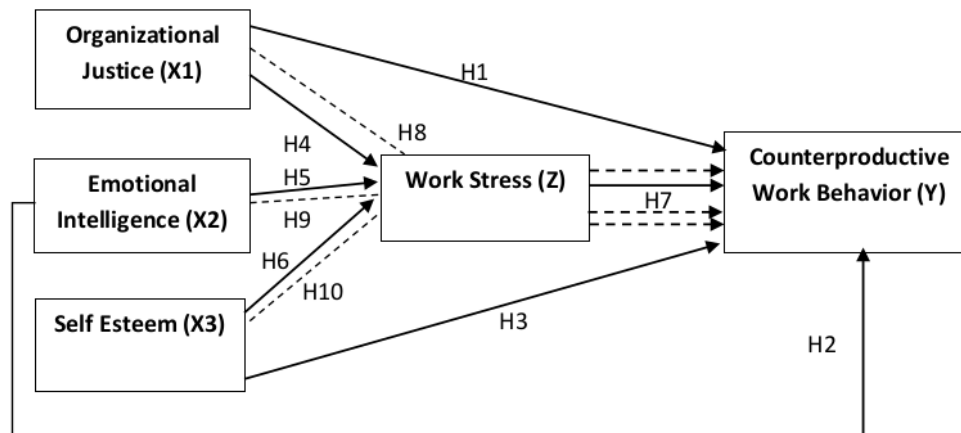 Organizational
Justice (X1)
H1
H8
H4
Emotional
Intelligence (X2)
H5
H9
Work Stress (Z)
H7
Counterproductive
Work Behavior (Y)
H6
H10
Self Esteem (X3)
H3
H2